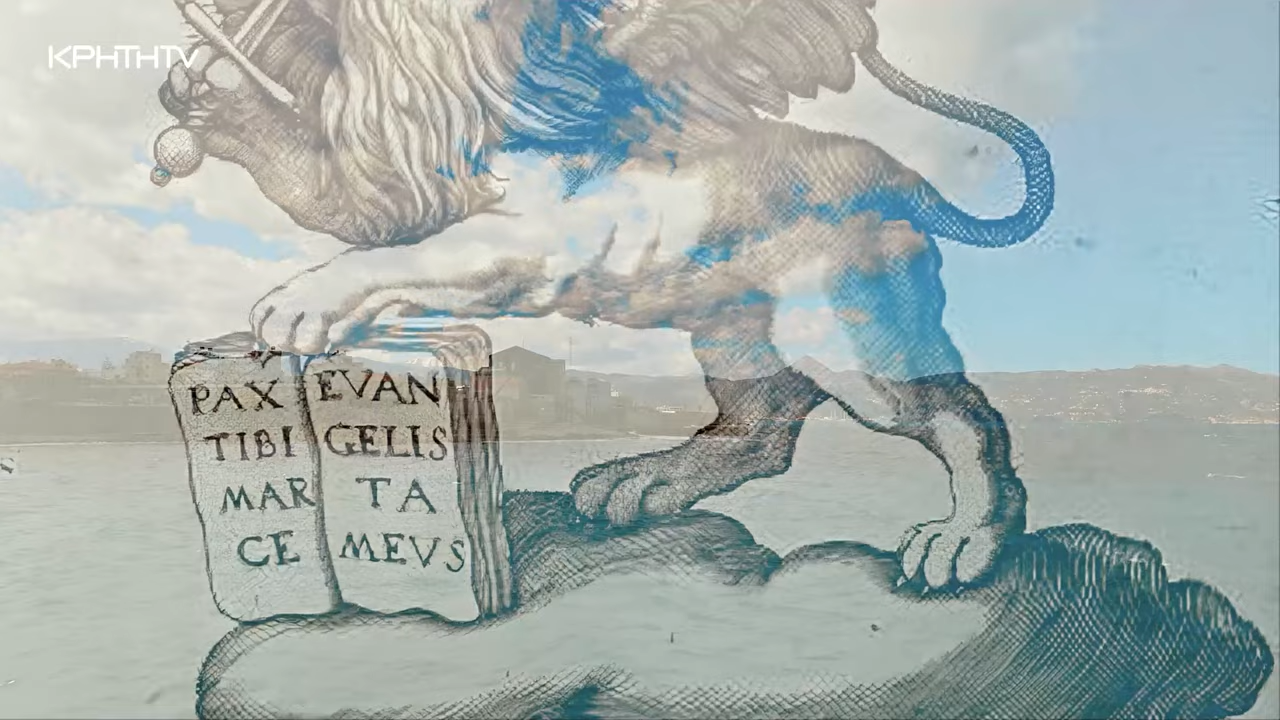 ΚΡΗΤΗTV
PAX
TIBI
MAR
CE
EVAN
GELIS
TA
MEVS